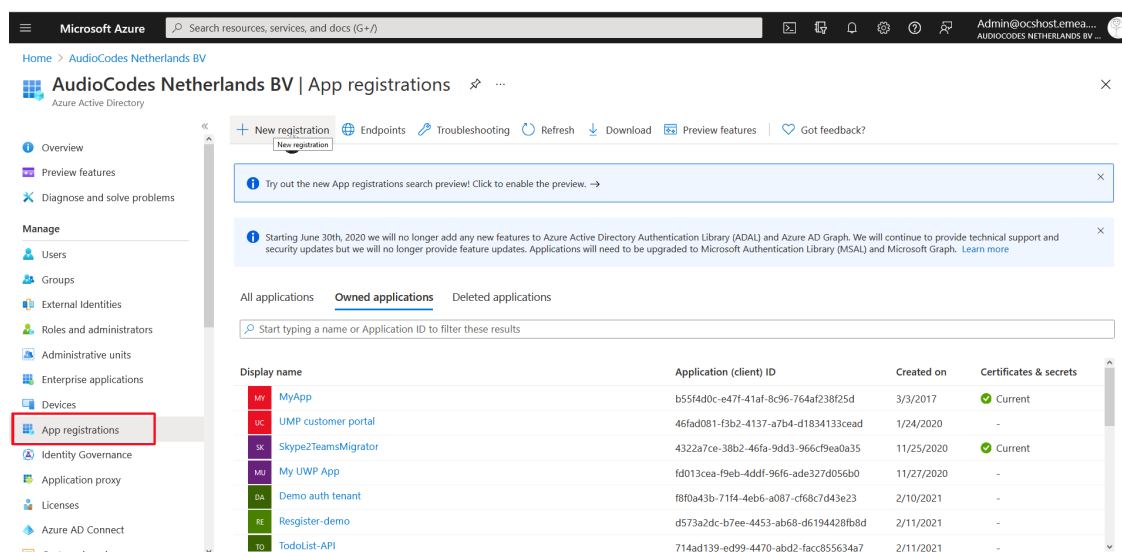 Microsoft Azure
Search resources, services, and docs (G+/)
Admin@ocshost.emea....
AUDIOCODES NETHERLANDS BV ...
Home > AudioCodes Netherlands BV
AudioCodes Netherlands BV | App registrations
Azure Active Directory
New registration
Endpoints
Troubleshooting
Refresh
Download
Preview features
Got feedback?
New registration
Overview
Preview features
Diagnose and solve problems
Manage
Users
Groups
External Identities
Roles and administrators
Administrative units
Enterprise applications
Devices
App registrations
Identity Governance
Application proxy
Licenses
Azure AD Connect
Try out the new App registrations search preview! Click to enable the preview. →
Starting June 30th, 2020 we will no longer add any new features to Azure Active Directory Authentication Library (ADAL) and Azure AD Graph. We will continue to provide technical support and
security updates but we will no longer provide feature updates. Applications will need to be upgraded to Microsoft Authentication Library (MSAL) and Microsoft Graph. Learn more
All applications
Owned applications
Deleted applications
Start typing a name or Application ID to filter these results
Display name Application (client) ID Created on Certificates & secrets
MY MyApp b55f4d0c-e47f-41af-8c96-764af238f25d 3/3/2017 Current
UC UMP customer portal 46fad081-f3b2-4137-a7b4-d1834133cead 1/24/2020 -
SK Skype2TeamsMigrator 4322a7ce-38b2-46fa-9dd3-966cf9ea0a35 11/25/2020 Current
MU My UWP App fd013cea-f9eb-4ddf-96f6-ade327d056b0 11/27/2020 -
DA Demo auth tenant f8f0a43b-71f4-4eb6-a087-cf68c7d43e23 2/10/2021 -
RE Resgister-demo d573a2dc-b7ee-4453-ab68-d6194428fb8d 2/11/2021 -
TO TodoList-API 714ad139-ed99-4470-abd2-facc855634a7 2/11/2021 -